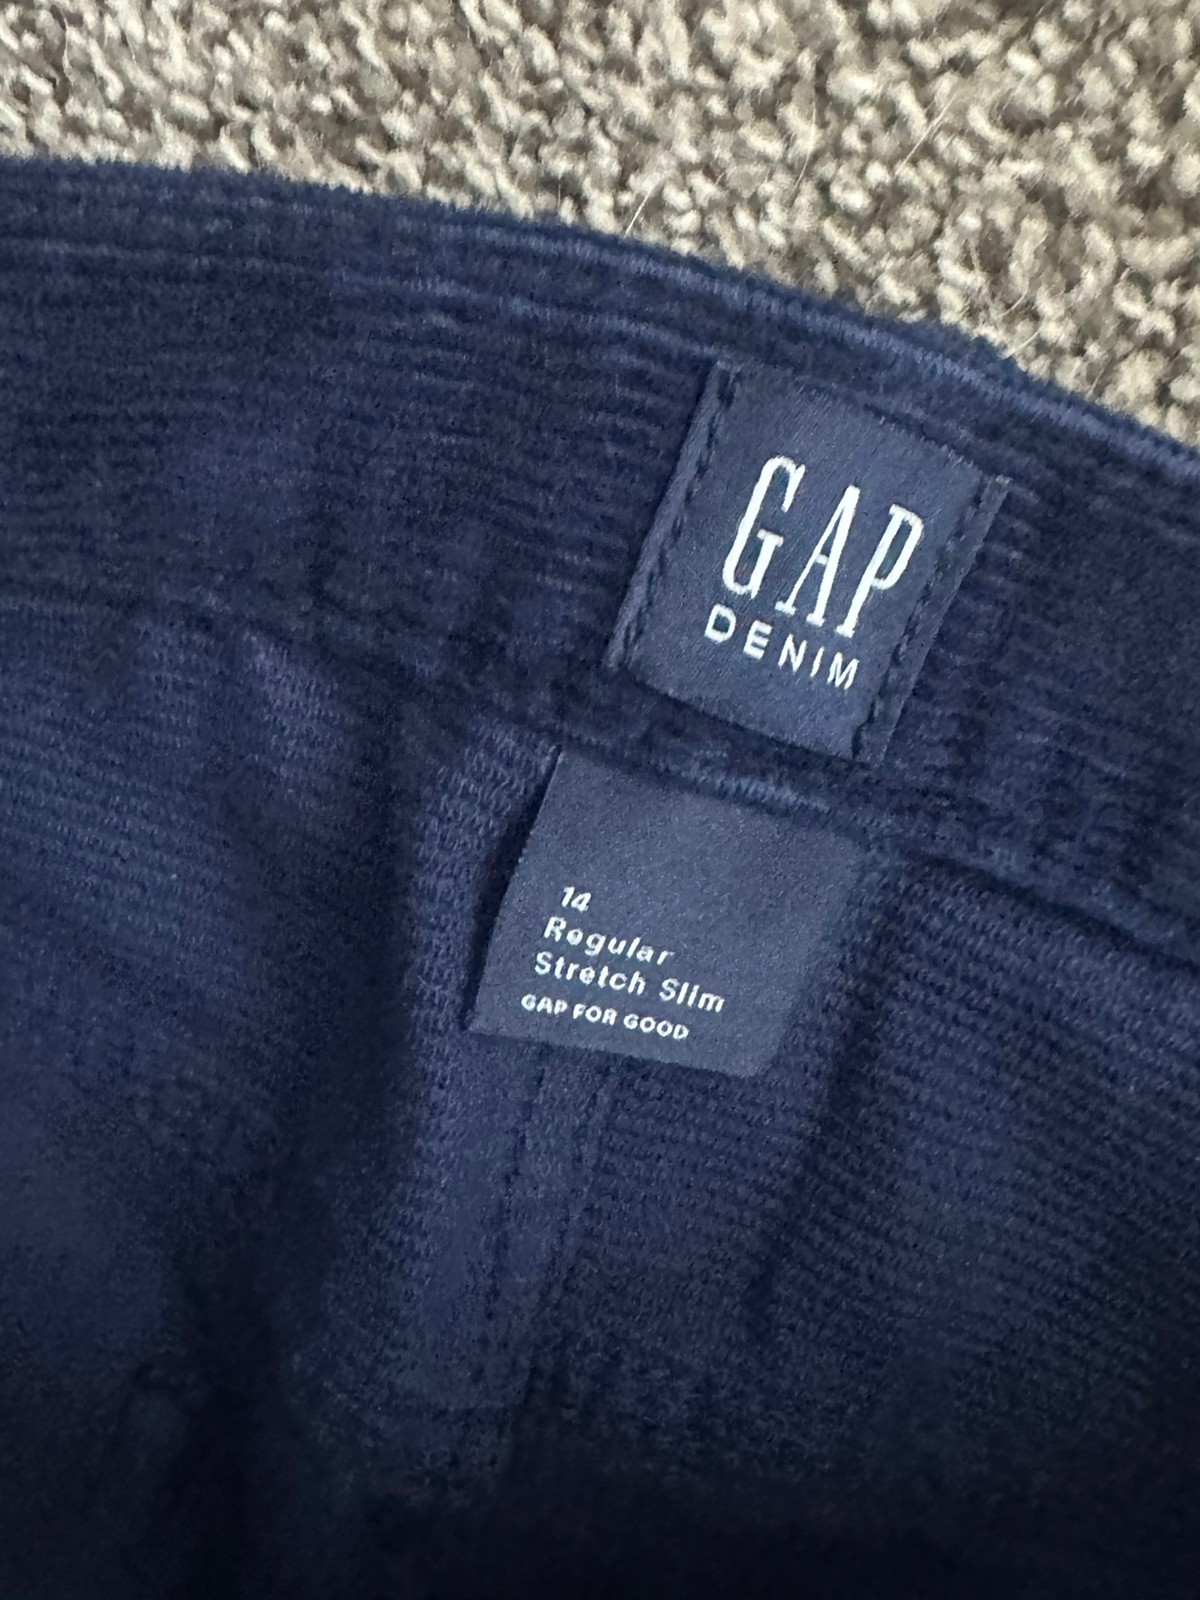 GAP
DENIM
14
Regular
Stretch Slim
GAP FOR GOOD